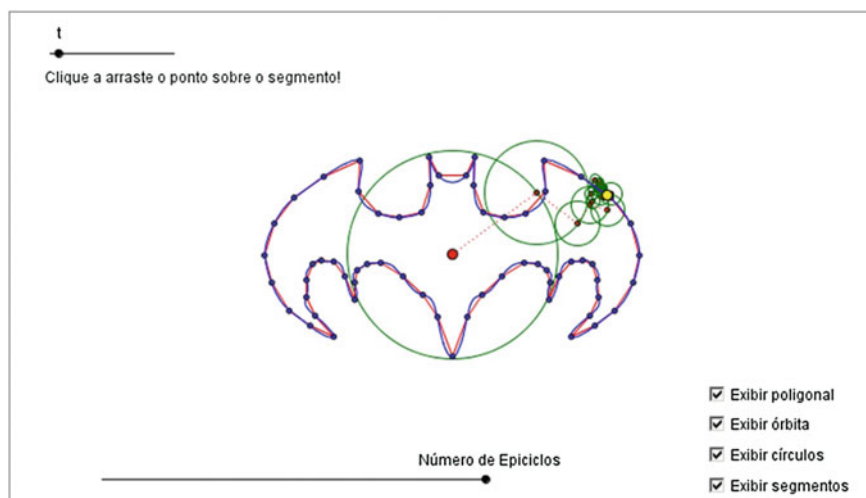 t
Clique a arraste o ponto sobre o segmento!
Número de Epiciclos
Exibir poligonal
Exibir órbita
Exibir círculos
Exibir segmentos